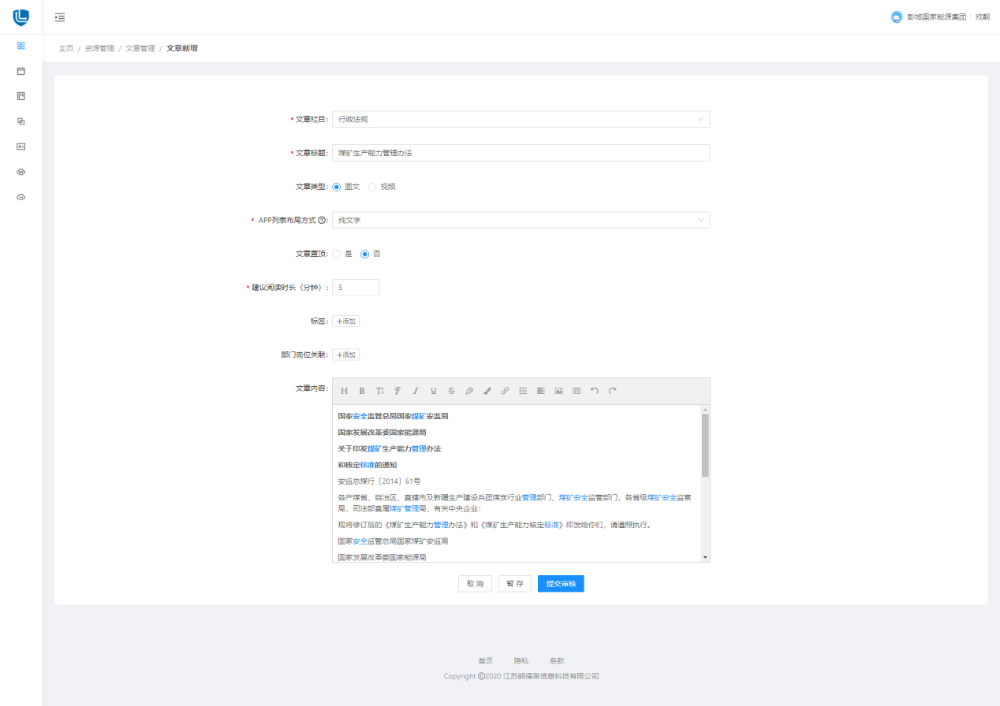 彭城国家能源集团 戎靓
主页 / 资源管理 / 文章管理 / 文章新增
* 文章栏目: 行政法规
* 文章标题: 煤矿生产能力管理办法
文章类型: 图文 视频
* APP列表布局方式 ?: 纯文字
文章置顶: 是 否
* 建议阅读时长（分钟）: 5
标签: +添加
部门岗位关联: +添加
文章内容: H B TI F I U S
国家安全监管总局国家煤矿安监局
国家发展改革委国家能源局
关于印发煤矿生产能力管理办法
和核定标准的通知
安监总煤行〔2014〕61号
各产煤省、自治区、直辖市及新疆生产建设兵团煤炭行业管理部门、煤矿安全监管部门，各省级煤矿安全监察
局，司法部直属煤矿管理局，有关中央企业：
现将修订后的《煤矿生产能力管理办法》和《煤矿生产能力核定标准》印发给你们，请遵照执行。
国家安全监管总局国家煤矿安监局
国家发展改革委国家能源局
取 消 暂 存 提交审核
首页 隐私 条款
Copyright ©2020 江苏朗福莱信息科技有限公司